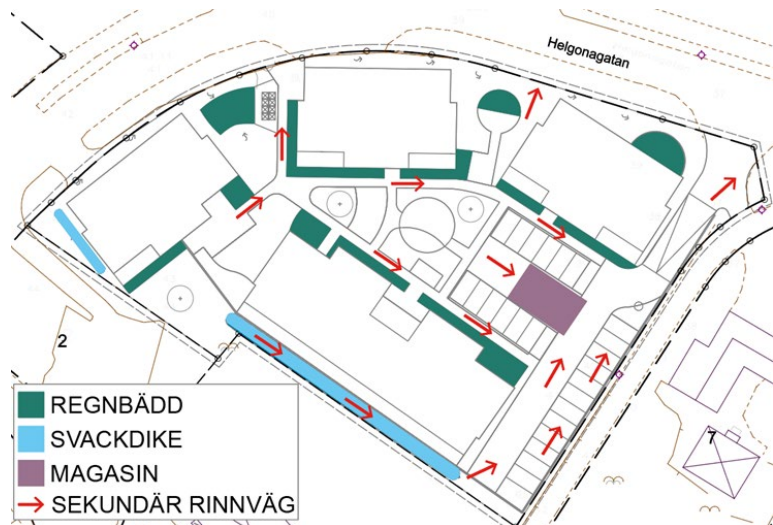 Helgonagatan
2
7
REGNBÄDD
SVACKDIKE
MAGASIN
SEKUNDÄR RINNVÄG